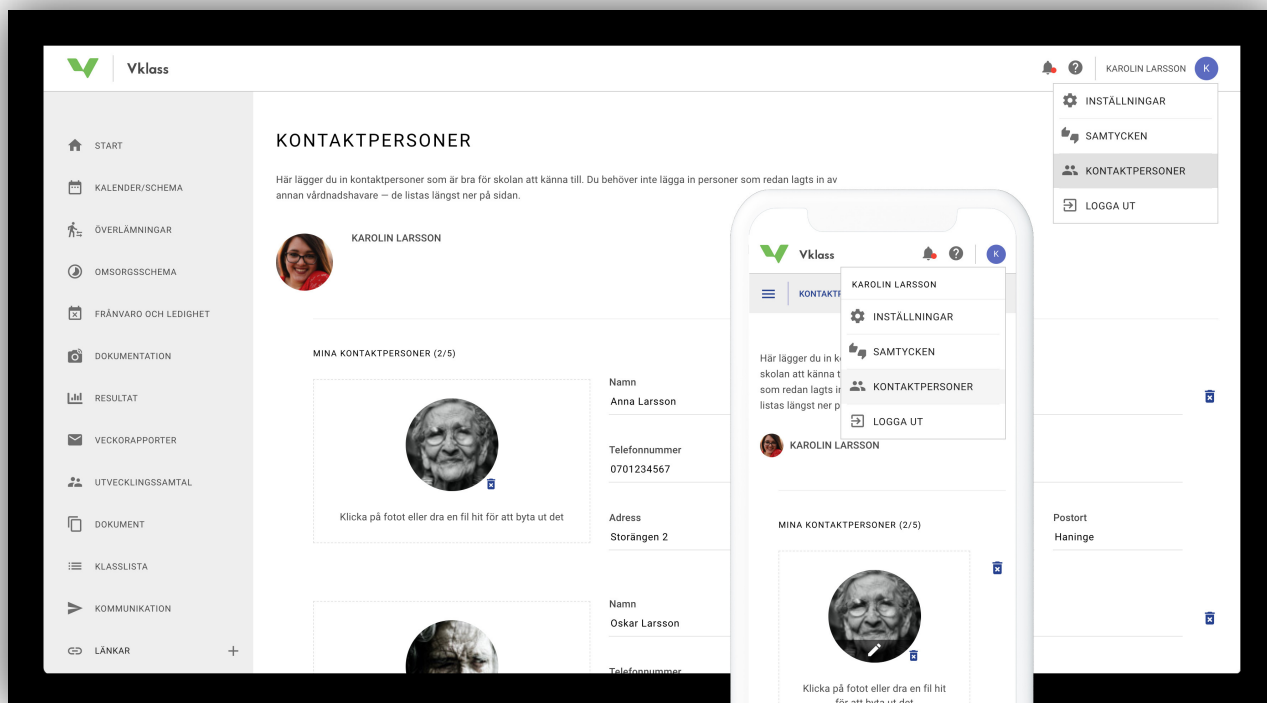 Vklass
KAROLIN LARSSON
K
INSTÄLLNINGAR
SAMTYCKEN
KONTAKTPERSONER
LOGGA UT
START
KALENDER/SCHEMA
ÖVERLÄMNINGAR
OMSORGSSCHEMA
FRÅNVARO OCH LEDIGHET
DOKUMENTATION
RESULTAT
VECKORAPPORTER
UTVECKLINGSSAMTAL
DOKUMENT
KLASSLISTA
KOMMUNIKATION
LÄNKAR
KONTAKTPERSONER
Här lägger du in kontaktpersoner som är bra för skolan att känna till. Du behöver inte lägga in personer som redan lagts in av
annan vårdnadshavare — de listas längst ner på sidan.
KAROLIN LARSSON
MINA KONTAKTPERSONER (2/5)
Klicka på fotot eller dra en fil hit för att byta ut det
Namn
Anna Larsson
Telefonnummer
0701234567
Adress
Storängen 2
Postort
Haninge
Namn
Oskar Larsson
Telefonnummer
Vklass
K
KONTAKT
KAROLIN LARSSON
INSTÄLLNINGAR
SAMTYCKEN
KONTAKTPERSONER
LOGGA UT
Här lägger du in k
skolan att känna t
som redan lagts i
listas längst ner p
KAROLIN LARSSON
MINA KONTAKTPERSONER (2/5)
Klicka på fotot eller dra en fil hit
för att byta ut det